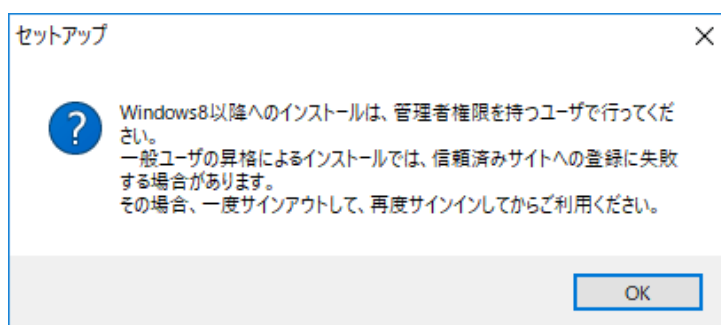 セットアップ
Windows8以降へのインストールは、管理者権限を持つユーザで行ってくだ
さい。
一般ユーザの昇格によるインストールでは、信頼済みサイトへの登録に失敗
する場合があります。
その場合、一度サインアウトして、再度サインインしてからご利用ください。
OK